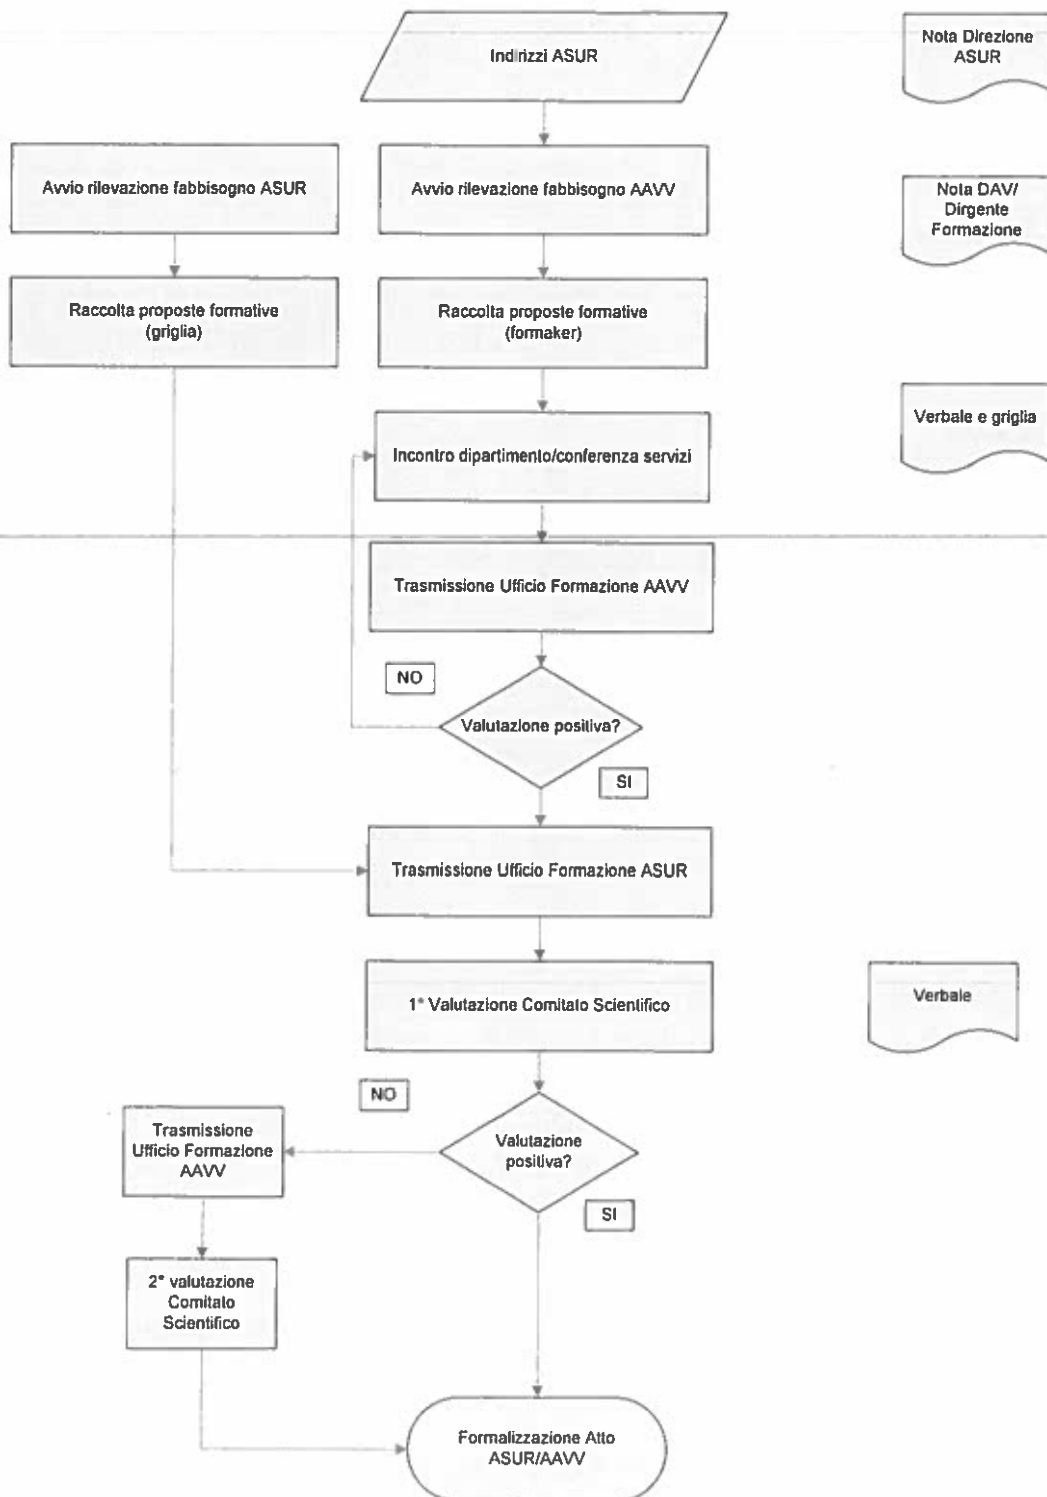 Indirizzi ASUR
Nota Direzione
ASUR
Avvio rilevazione fabbisogno ASUR
Avvio rilevazione fabbisogno AAVV
Nota DAV/
Dirgente
Formazione
Raccolta proposte formative
(griglia)
Raccolta proposte formative
(formaker)
Incontro dipartimento/conferenza servizi
Verbale e griglia
Trasmissione Ufficio Formazione AAVV
NO
Valutazione positiva?
SI
Trasmissione Ufficio Formazione ASUR
1° Valutazione Comitato Scientifico
Verbale
NO
Trasmissione
Ufficio Formazione
AAVV
Valutazione
positiva?
SI
2° valutazione
Comitato
Scientifico
Formalizzazione Atto
ASUR/AAVV